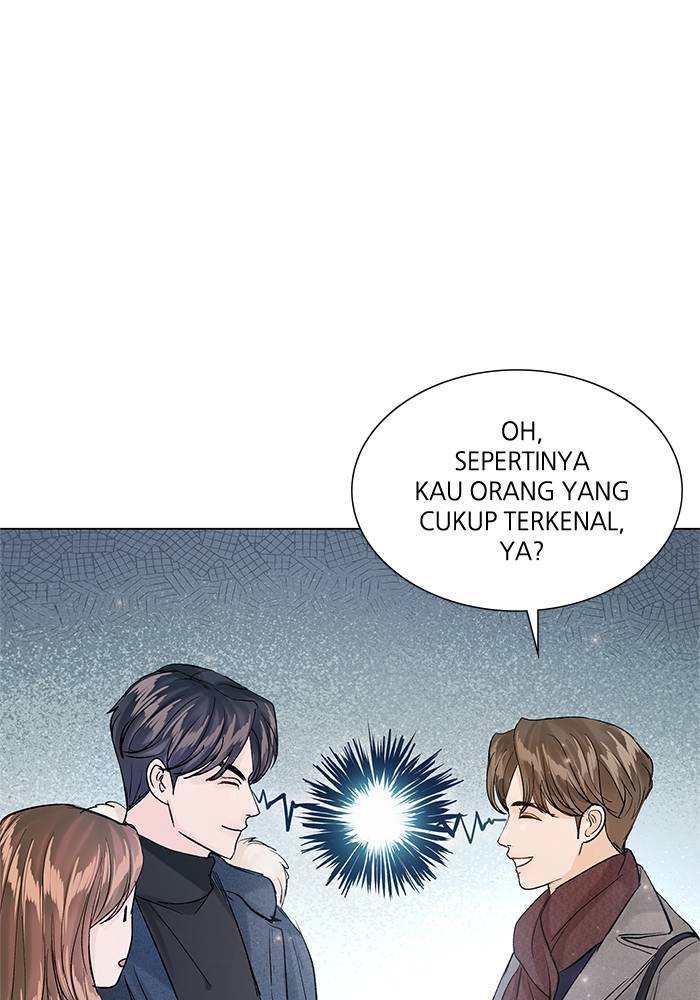 OH,
SEPERTINYA
KAU ORANG YANG
CUKUP TERKENAL,
YA?